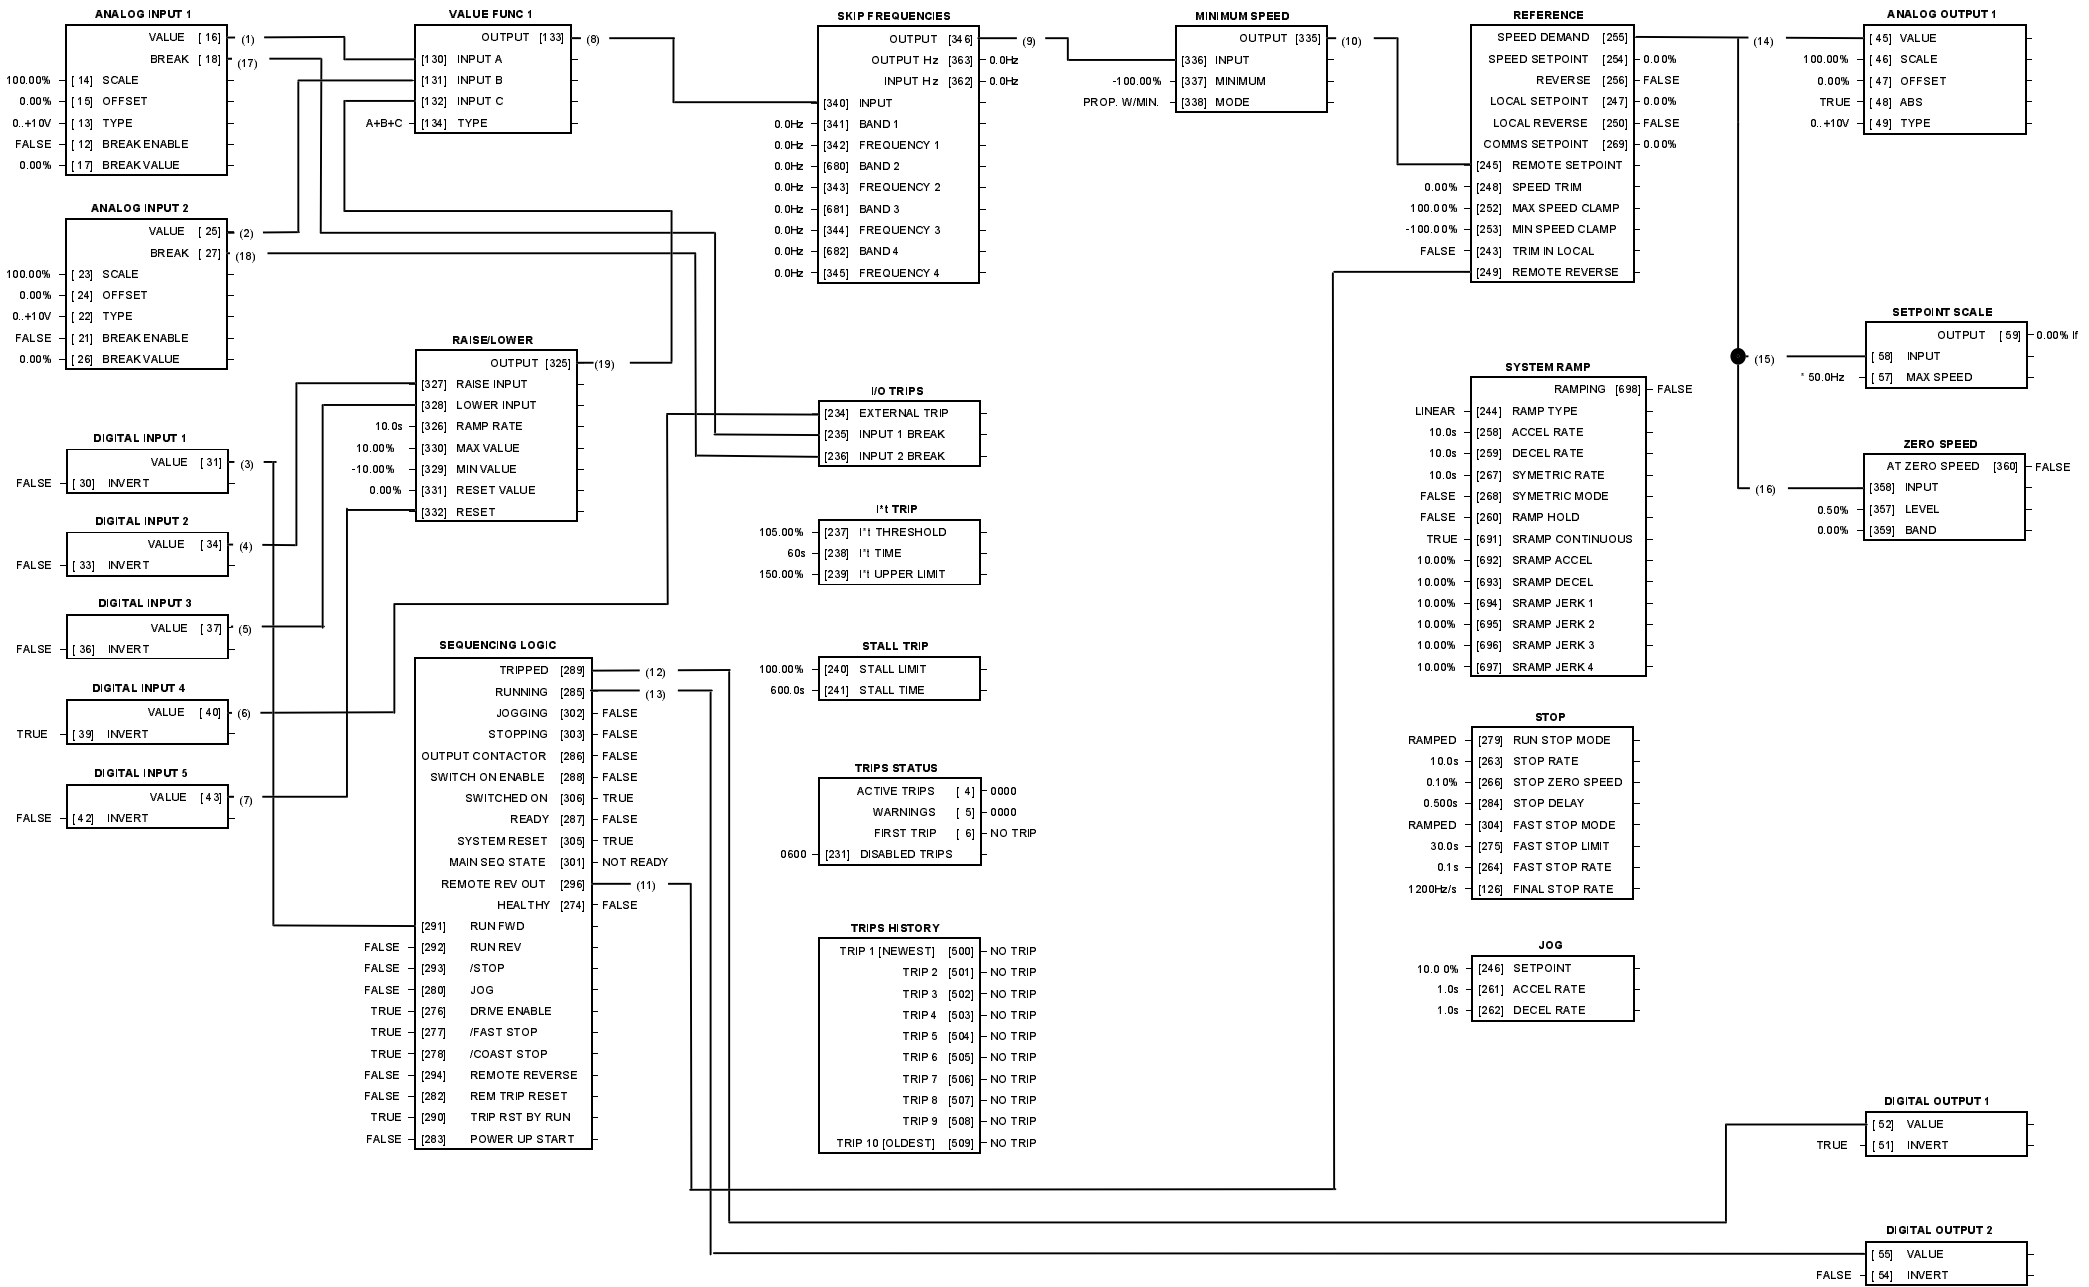 ANALOG INPUT 1
VALUE [ 16] (1)
BREAK [ 18] (17)
100.00% [ 14] SCALE
0.00% [ 15] OFFSET
0..+10V [ 13] TYPE
FALSE [ 12] BREAK ENABLE
0.00% [ 17] BREAK VALUE
ANALOG INPUT 2
VALUE [ 25] (2)
BREAK [ 27] (18)
100.00% [ 23] SCALE
0.00% [ 24] OFFSET
0..+10V [ 22] TYPE
FALSE [ 21] BREAK ENABLE
0.00% [ 26] BREAK VALUE
DIGITAL INPUT 1
VALUE [ 31] (3)
FALSE [ 30] INVERT
DIGITAL INPUT 2
VALUE [ 34] (4)
FALSE [ 33] INVERT
DIGITAL INPUT 3
VALUE [ 37] (5)
FALSE [ 36] INVERT
DIGITAL INPUT 4
VALUE [ 40] (6)
TRUE [ 39] INVERT
DIGITAL INPUT 5
VALUE [ 43] (7)
FALSE [ 42] INVERT
VALUE FUNC 1
OUTPUT [133] (8)
[130] INPUT A
[131] INPUT B
[132] INPUT C
A+B+C [134] TYPE
RAISE/LOWER
OUTPUT [325] (19)
[327] RAISE INPUT
[328] LOWER INPUT
10.0s [326] RAMP RATE
10.00% [330] MAX VALUE
-10.00% [329] MIN VALUE
0.00% [331] RESET VALUE
[332] RESET
SEQUENCING LOGIC
TRIPPED [289] (12)
RUNNING [285] (13)
JOGGING [302] FALSE
STOPPING [303] FALSE
OUTPUT CONTACTOR [286] FALSE
SWITCH ON ENABLE [288] FALSE
SWITCHED ON [306] TRUE
READY [287] FALSE
SYSTEM RESET [305] TRUE
MAIN SEQ STATE [301] NOT READY
REMOTE REV OUT [296] (11)
HEALTHY [274] FALSE
[291] RUN FWD
FALSE [292] RUN REV
FALSE [293] /STOP
FALSE [280] JOG
TRUE [276] DRIVE ENABLE
TRUE [277] /FAST STOP
TRUE [278] /COAST STOP
FALSE [294] REMOTE REVERSE
FALSE [282] REM TRIP RESET
TRUE [290] TRIP RST BY RUN
FALSE [283] POWER UP START
SKIP FREQUENCIES
OUTPUT [346] (9)
OUTPUT Hz [363] 0.0Hz
INPUT Hz [362] 0.0Hz
[340] INPUT
0.0Hz [341] BAND 1
0.0Hz [342] FREQUENCY 1
0.0Hz [680] BAND 2
0.0Hz [343] FREQUENCY 2
0.0Hz [681] BAND 3
0.0Hz [344] FREQUENCY 3
0.0Hz [682] BAND 4
0.0Hz [345] FREQUENCY 4
I/O TRIPS
[234] EXTERNAL TRIP
[235] INPUT 1 BREAK
[236] INPUT 2 BREAK
I*t TRIP
105.00% [237] I*t THRESHOLD
60s [238] I*t TIME
150.00% [239] I*t UPPER LIMIT
STALL TRIP
100.00% [240] STALL LIMIT
600.0s [241] STALL TIME
TRIPS STATUS
ACTIVE TRIPS [ 4] 0000
WARNINGS [ 5] 0000
FIRST TRIP [ 6] NO TRIP
0600 [231] DISABLED TRIPS
TRIPS HISTORY
TRIP 1 [NEWEST] [500] NO TRIP
TRIP 2 [501] NO TRIP
TRIP 3 [502] NO TRIP
TRIP 4 [503] NO TRIP
TRIP 5 [504] NO TRIP
TRIP 6 [505] NO TRIP
TRIP 7 [506] NO TRIP
TRIP 8 [507] NO TRIP
TRIP 9 [508] NO TRIP
TRIP 10 [OLDEST] [509] NO TRIP
MINIMUM SPEED
OUTPUT [335] (10)
[336] INPUT
-100.00% [337] MINIMUM
PROP. W/MIN. [338] MODE
REFERENCE
SPEED DEMAND [255] (14)
SPEED SETPOINT [254] 0.00%
REVERSE [256] FALSE
LOCAL SETPOINT [247] 0.00%
LOCAL REVERSE [250] FALSE
COMMS SETPOINT [269] 0.00%
[245] REMOTE SETPOINT
0.00% [248] SPEED TRIM
100.00% [252] MAX SPEED CLAMP
-100.00% [253] MIN SPEED CLAMP
FALSE [243] TRIM IN LOCAL
[249] REMOTE REVERSE
SYSTEM RAMP
RAMPING [698] FALSE
LINEAR [244] RAMP TYPE
10.0s [258] ACCEL RATE
10.0s [259] DECEL RATE
10.0s [267] SYMETRIC RATE
FALSE [268] SYMETRIC MODE
FALSE [260] RAMP HOLD
TRUE [691] SRAMP CONTINUOUS
10.00% [692] SRAMP ACCEL
10.00% [693] SRAMP DECEL
10.00% [694] SRAMP JERK 1
10.00% [695] SRAMP JERK 2
10.00% [696] SRAMP JERK 3
10.00% [697] SRAMP JERK 4
STOP
RAMPED [279] RUN STOP MODE
10.0s [263] STOP RATE
0.10% [266] STOP ZERO SPEED
0.500s [284] STOP DELAY
RAMPED [304] FAST STOP MODE
30.0s [275] FAST STOP LIMIT
0.1s [264] FAST STOP RATE
1200Hz/s [126] FINAL STOP RATE
JOG
10.0 0% [246] SETPOINT
1.0s [261] ACCEL RATE
1.0s [262] DECEL RATE
ANALOG OUTPUT 1
[ 45] VALUE
100.00% [ 46] SCALE
0.00% [ 47] OFFSET
TRUE [ 48] ABS
0..+10V [ 49] TYPE
SETPOINT SCALE
OUTPUT [ 59] 0.00% lf
(15) [ 58] INPUT
* 50.0Hz [ 57] MAX SPEED
ZERO SPEED
AT ZERO SPEED [360] FALSE
(16) [358] INPUT
0.50% [357] LEVEL
0.00% [359] BAND
DIGITAL OUTPUT 1
[ 52] VALUE
TRUE [ 51] INVERT
DIGITAL OUTPUT 2
[ 55] VALUE
FALSE [ 54] INVERT